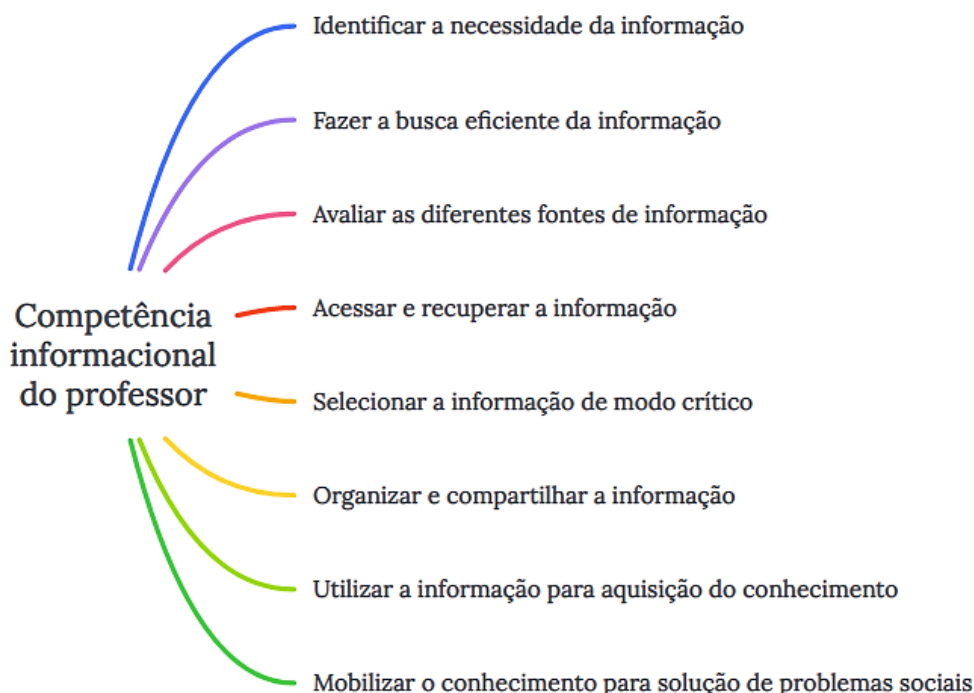 Identificar a necessidade da informação
Fazer a busca eficiente da informação
Avaliar as diferentes fontes de informação
Acessar e recuperar a informação
Competência
informacional
do professor
Selecionar a informação de modo crítico
Organizar e compartilhar a informação
Utilizar a informação para aquisição do conhecimento
Mobilizar o conhecimento para solução de problemas sociais